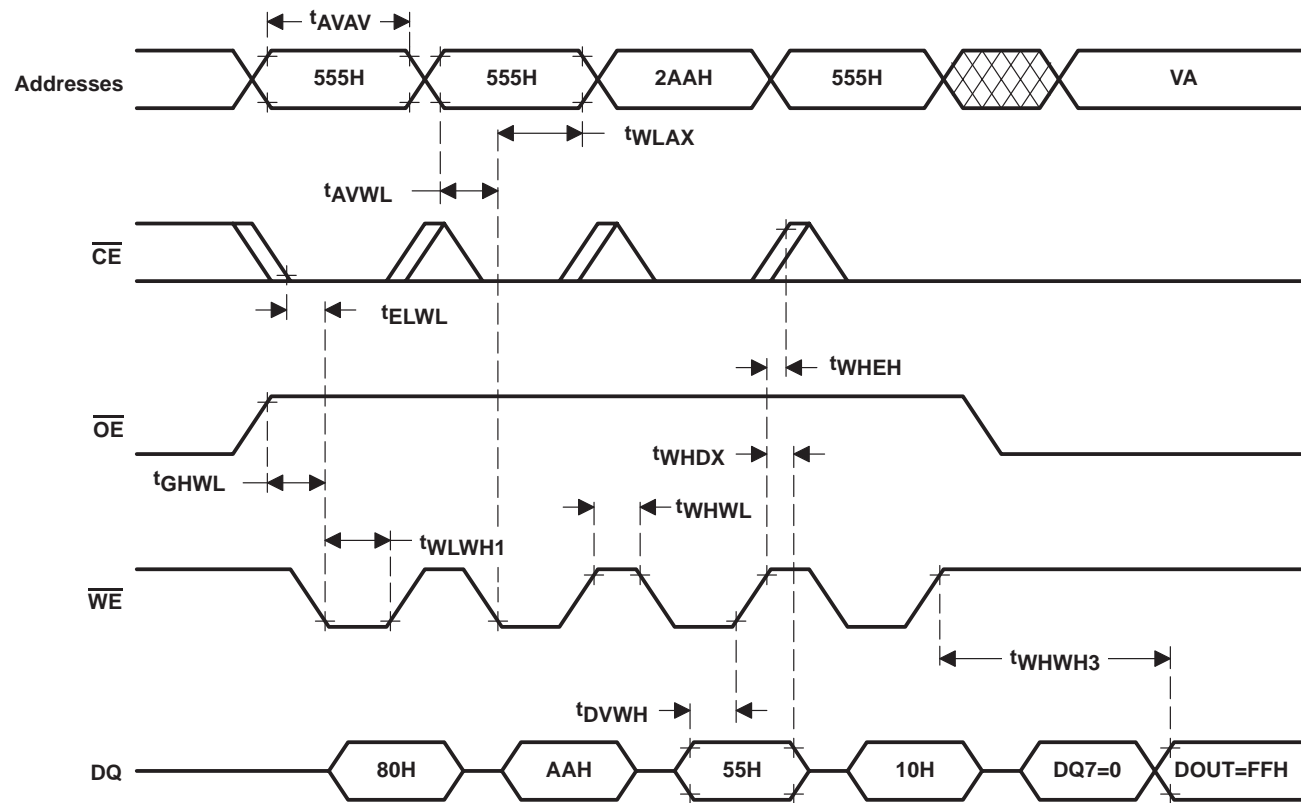 tAVAV
Addresses 555H 555H 2AAH 555H VA
tWLAX
tAVWL
CE
tELWL
tWHEH
OE
tWHDX
tGHWL
tWHWL
tWLWH1
WE
tWHWH3
tDVWH
DQ 80H AAH 55H 10H DQ7=0 DOUT=FFH